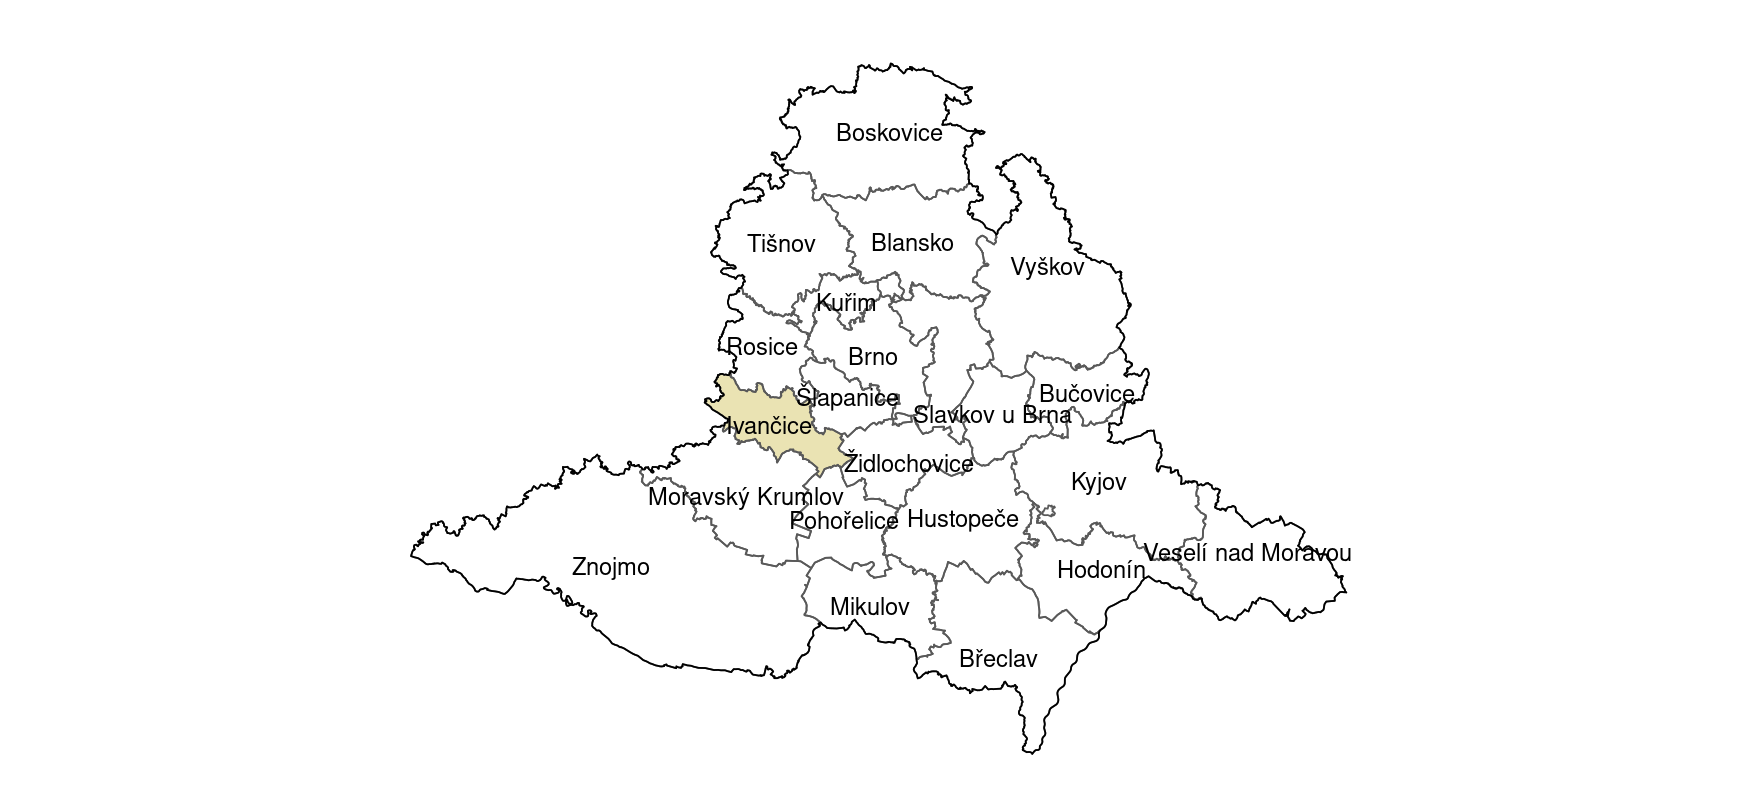 Boskovice
Tišnov
Blansko
Vyškov
Kuřim
Rosice
Brno
Šlapanice
Bučovice
Slavkov u Brna
Ivančice
Židlochovice
Kyjov
Moravský Krumlov
Pohořelice
Hustopeče
Veselí nad Moravou
Znojmo
Hodonín
Mikulov
Břeclav